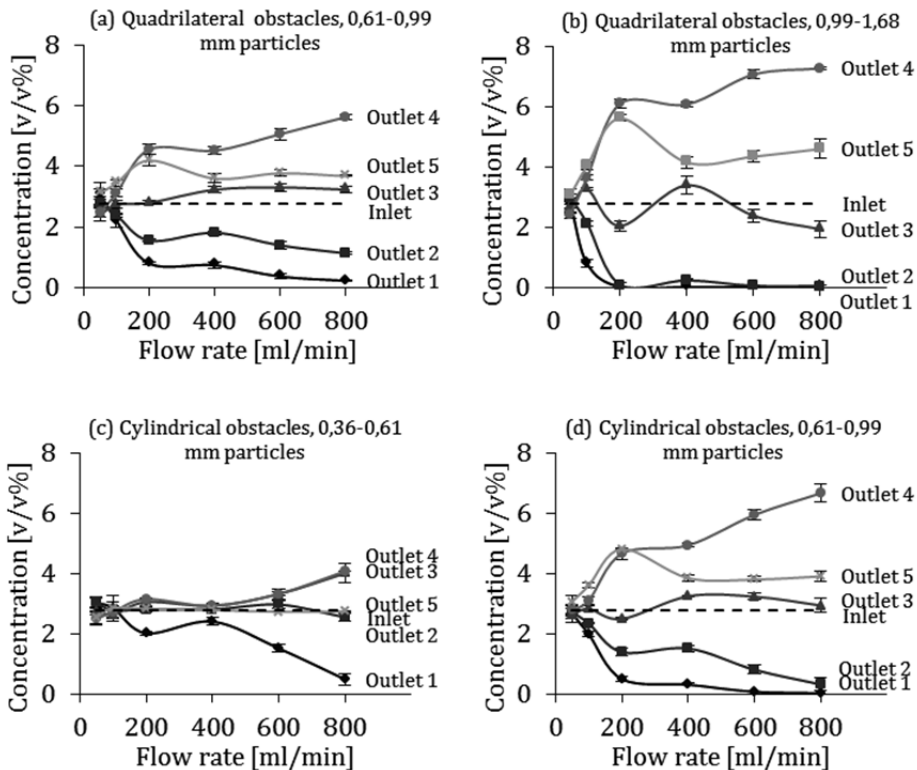 (a) Quadrilateral obstacles, 0,61-0,99
mm particles
Concentration [v/v%]
8
6
4
2
0
0 200 400 600 800
Flow rate [ml/min]
Outlet 4
Outlet 5
Outlet 3
Inlet
Outlet 2
Outlet 1
(b) Quadrilateral obstacles, 0,99-1,68
mm particles
Concentration [v/v%]
8
6
4
2
0
0 200 400 600 800
Flow rate [ml/min]
Outlet 4
Outlet 5
Inlet
Outlet 3
Outlet 2
Outlet 1
(c) Cylindrical obstacles, 0,36-0,61
mm particles
Concentration [v/v%]
8
6
4
2
0
0 200 400 600 800
Flow rate [ml/min]
Outlet 4
Outlet 3
Outlet 5
Inlet
Outlet 2
Outlet 1
(d) Cylindrical obstacles, 0,61-0,99
mm particles
Concentration [v/v%]
8
6
4
2
0
0 200 400 600 800
Flow rate [ml/min]
Outlet 4
Outlet 5
Outlet 3
Inlet
Outlet 2
Outlet 1